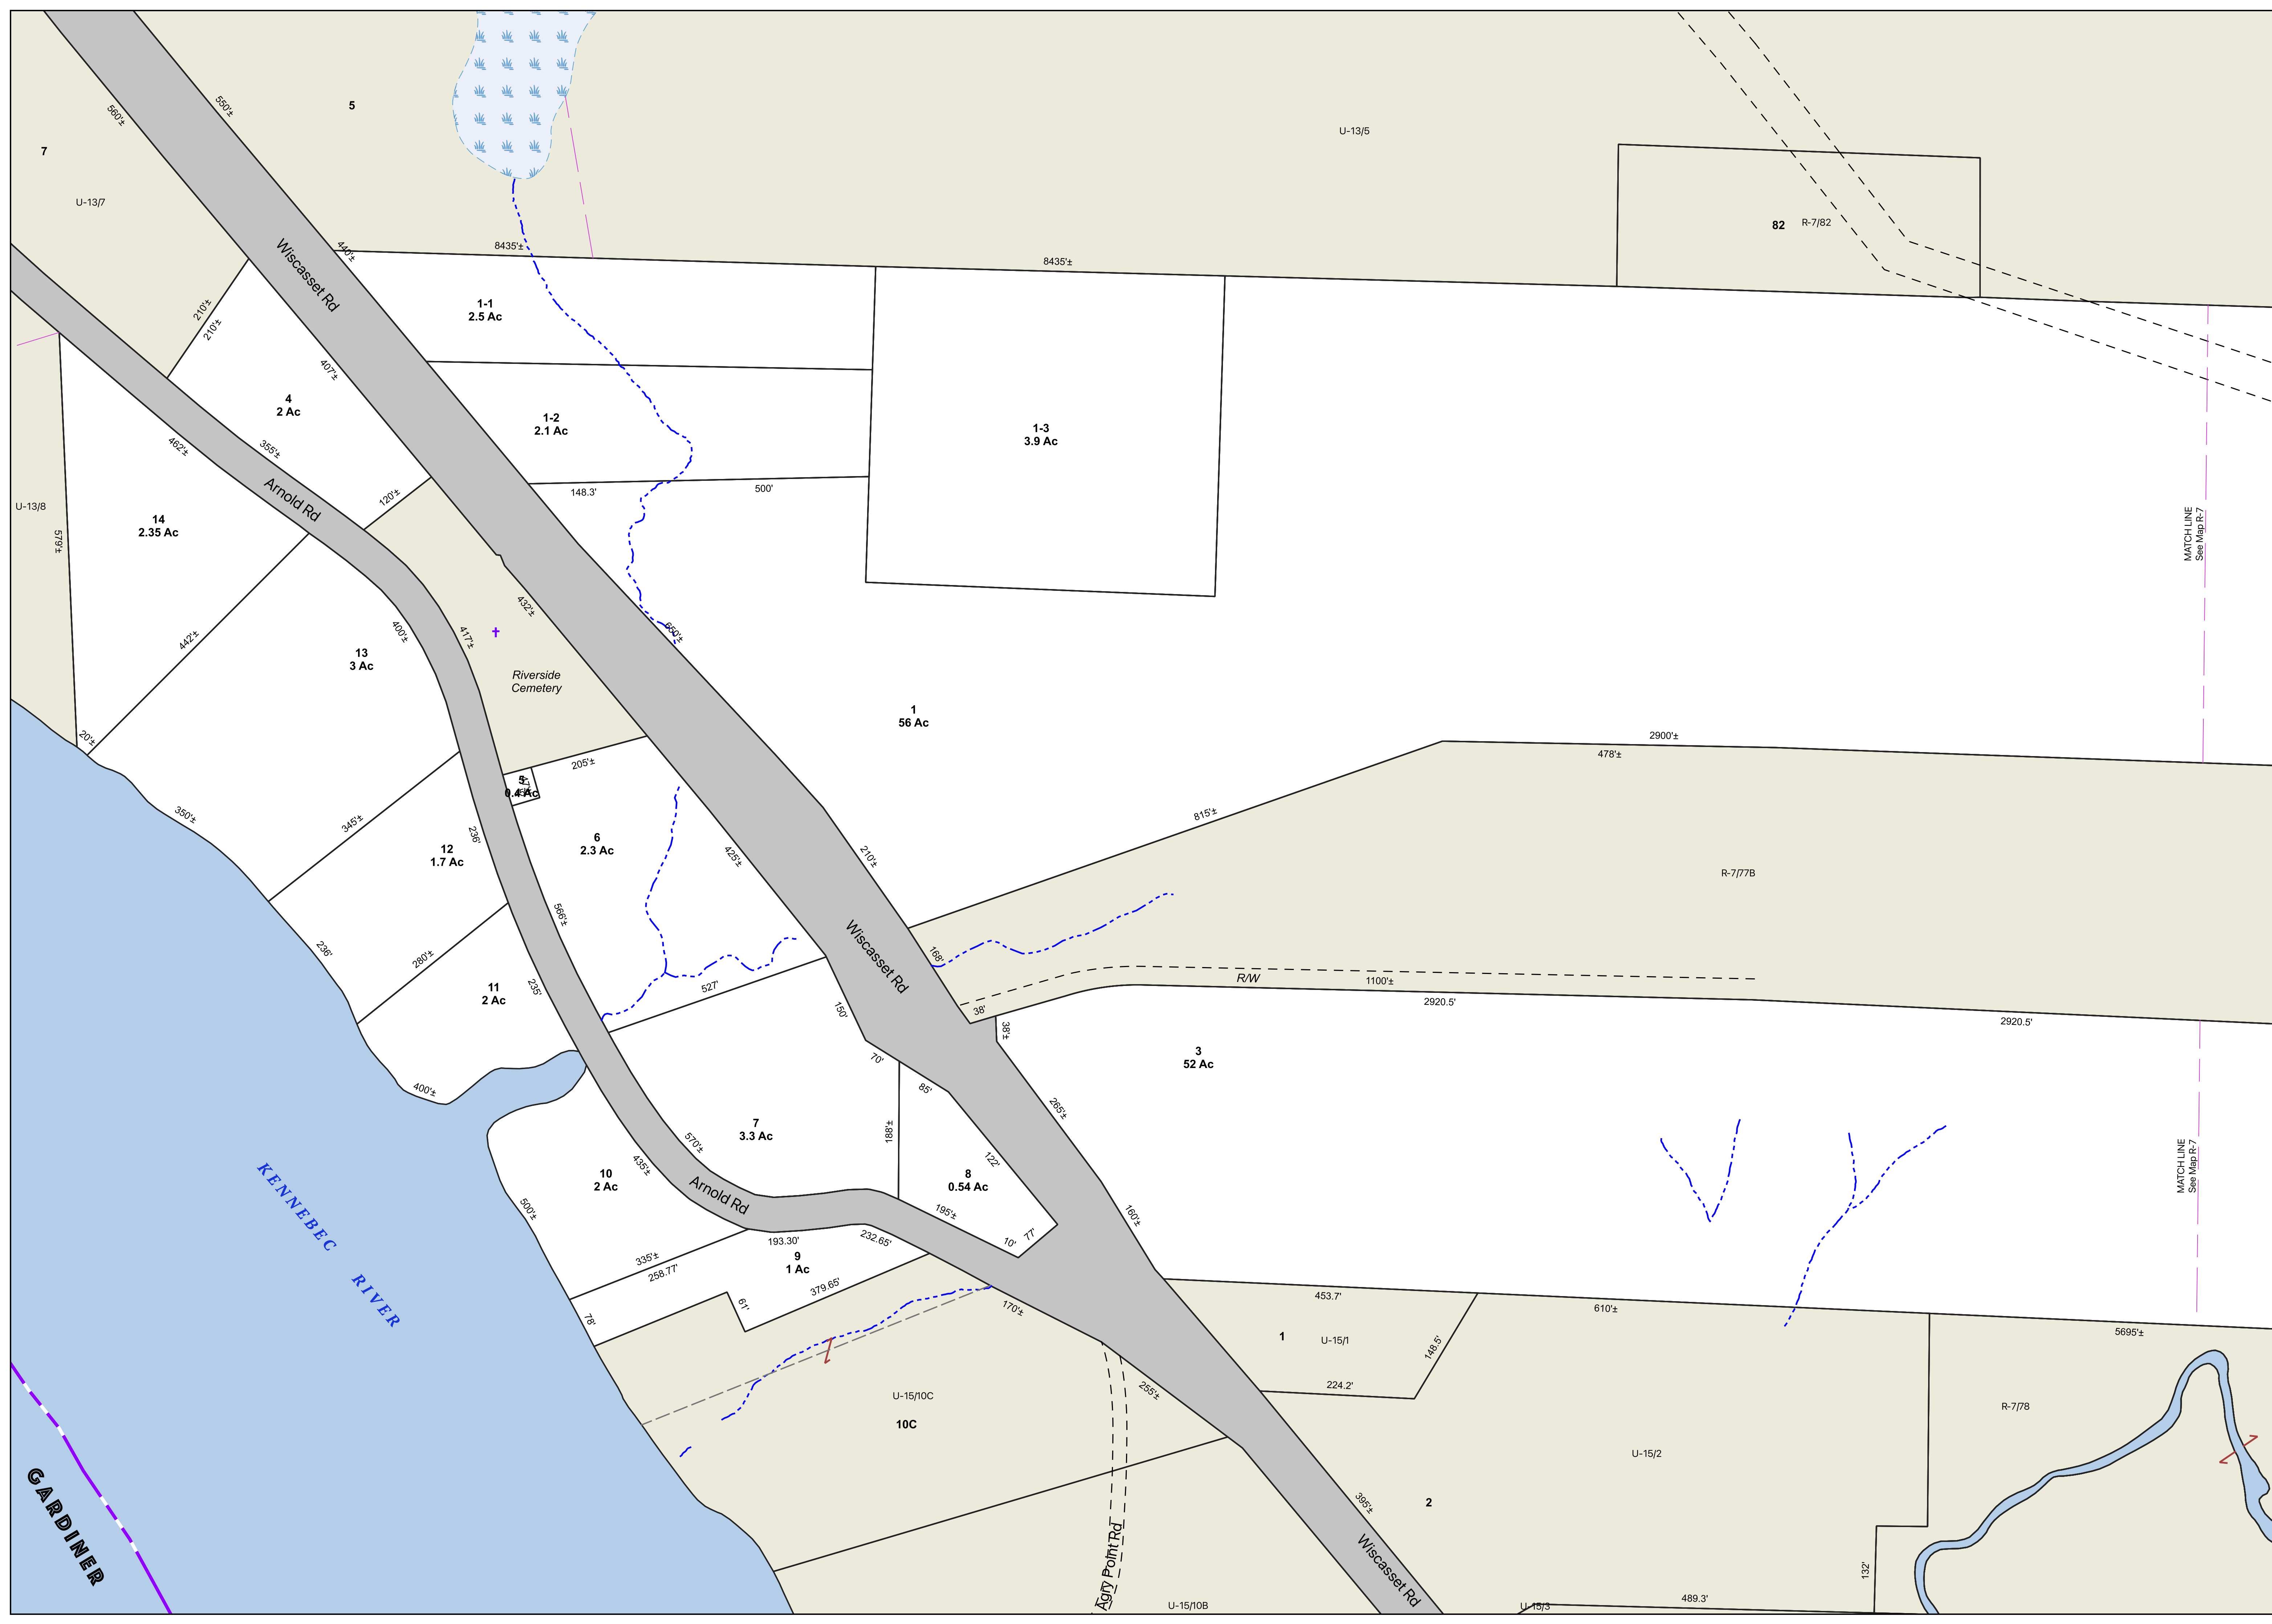 5
550'±
560'±
7
U-13/7
U-13/5
82
R-7/82
440'±
8435'±
8435'±
Wiscasset Rd
210'±
210'±
1-1
2.5 Ac
407'±
4
2 Ac
1-2
2.1 Ac
1-3
3.9 Ac
462'±
355'±
Arnold Rd
120'±
148.3'
500'
U-13/8
14
2.35 Ac
579'±
MATCH LINE
See Map R-7
432'±
400'±
417'±
650'±
442'±
13
3 Ac
Riverside
Cemetery
1
56 Ac
20'±
2900'±
478'±
205'±
5
0.4 Ac
350'±
345'±
815'±
236'
6
2.3 Ac
425'±
210'±
12
1.7 Ac
R-7/77B
566'±
Wiscasset Rd
168'
236'
280'±
235'
11
2 Ac
527'
R/W
1100'±
150'
38'
2920.5'
2920.5'
38'±
70'
3
52 Ac
400'±
85'
265'±
188'±
7
3.3 Ac
570'±
122'
435'±
10
2 Ac
8
0.54 Ac
MATCH LINE
See Map R-7
Arnold Rd
500'±
195'±
160'±
KENNEBEC
RIVER
193.30'
232.65'
10'
77'
335'±
258.77'
9
1 Ac
379.65'
61'
78'
170'±
453.7'
610'±
5695'±
1
U-15/1
148.5'
224.2'
255'±
U-15/10C
10C
R-7/78
U-15/2
2
395'±
GARDINER
Agry Point Rd
Wiscasset Rd
132'
489.3'
U-15/10B
U-15/3